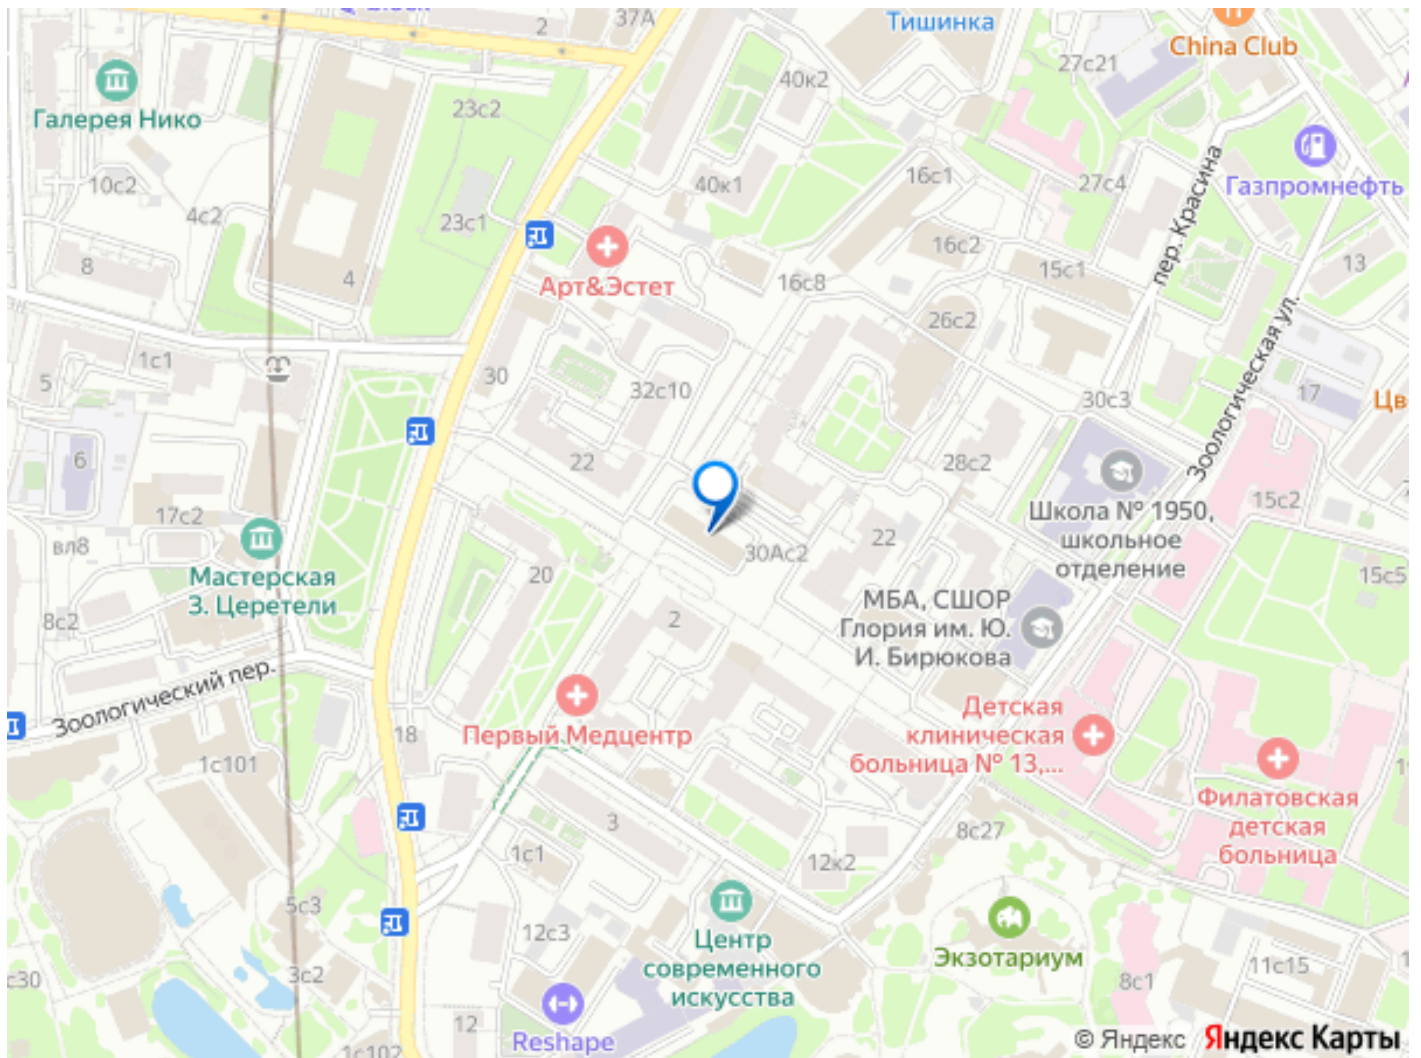 2
37А
Тишинка
China Club
27с21
40к2
Галерея Нико
23с2
Газпромнефть
10с2
4с2
40к1
16с1
27с4
пер. Красина
23с1
16с2
8
4
Арт&Эстет
16с8
15с1
13
26с2
Зоологическая ул.
1с1
5
30
32с10
30с3
17
Цв
6
22
28с2
15с2
17с2
Школа № 1950,
школьное
отделение
вл8
30Ас2
22
15с5
Мастерская
З. Церетели
20
МБА, СШОР
Глория им. Ю.
И. Бирюкова
8с2
2
Зоологический пер.
18
Первый Медцентр
Детская
клиническая
больница № 13,...
1с101
Филатовская
детская
больница
3
1с1
12к2
8с27
5с3
12с3
Центр
современного
искусства
Экзотариум
3с2
с30
8с1
11с15
12
Reshape
1с102
© Яндекс Яндекс Карты